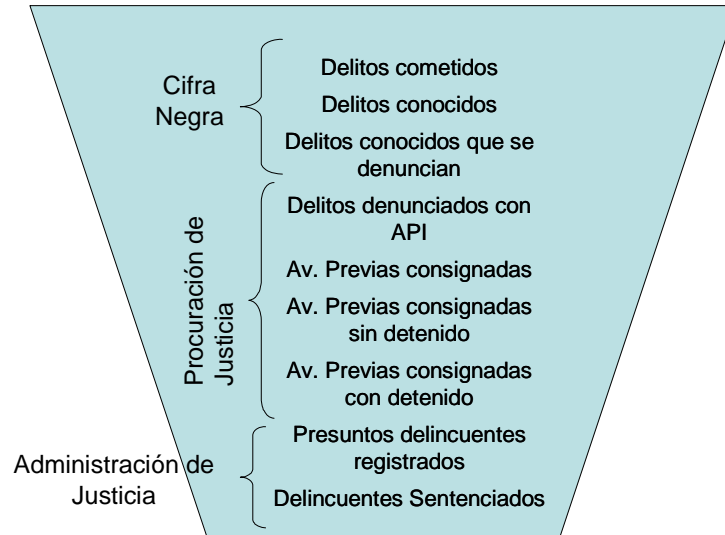 Cifra
Negra
Delitos cometidos
Delitos conocidos
Delitos conocidos que se
denuncian
Procuración de
Justicia
Delitos denunciados con
API
Av. Previas consignadas
Av. Previas consignadas
sin detenido
Av. Previas consignadas
con detenido
Administración de
Justicia
Presuntos delincuentes
registrados
Delincuentes Sentenciados